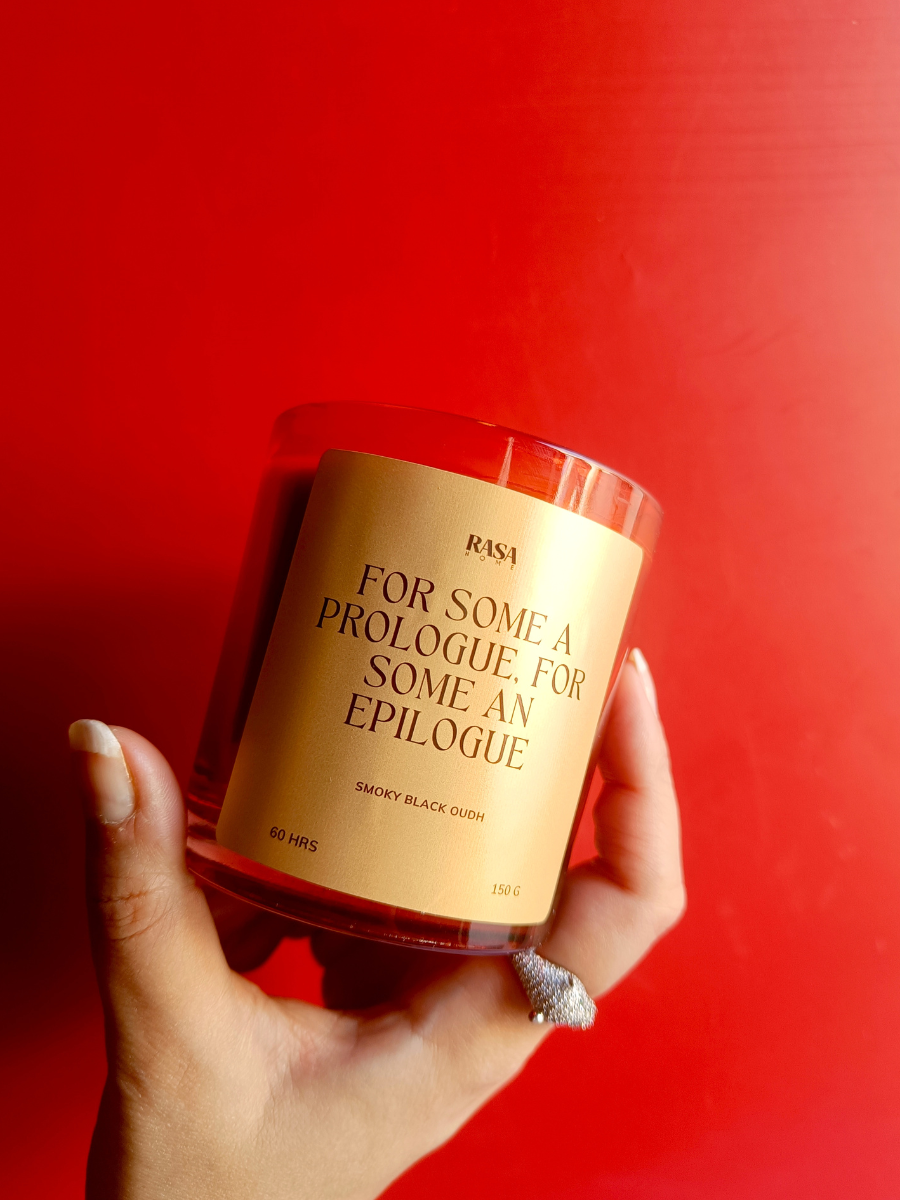 RASA
HOME
FOR SOME A
PROLOGUE, FOR
SOME AN
EPILOGUE
SMOKY BLACK OUDH
60 HRS
150 G